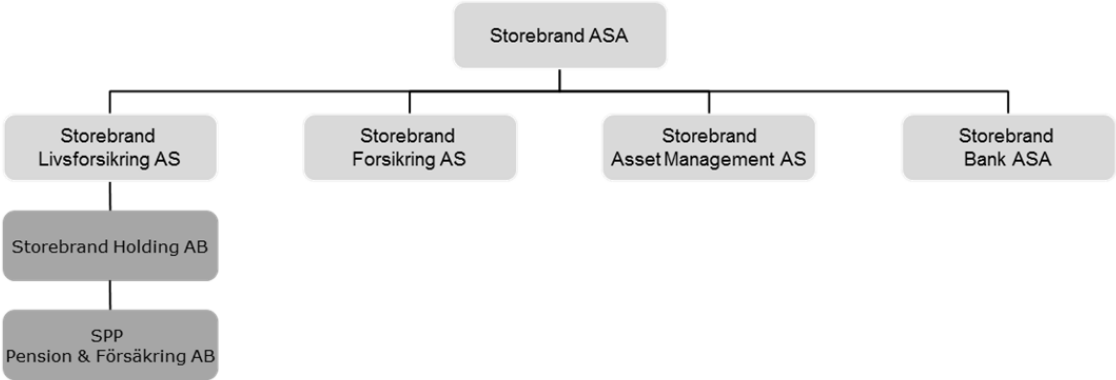 Storebrand ASA
Storebrand
Livsforsikring AS
Storebrand
Forsikring AS
Storebrand
Asset Management AS
Storebrand
Bank ASA
Storebrand Holding AB
SPP
Pension & Försäkring AB